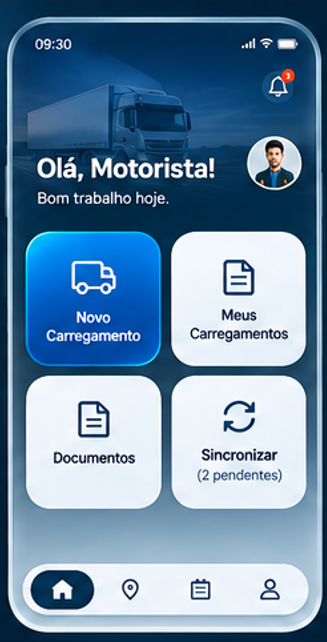 09:30
3
Olá, Motorista!
Bom trabalho hoje.
Novo
Carregamento
Meus
Carregamentos
Documentos
Sincronizar
(2 pendentes)